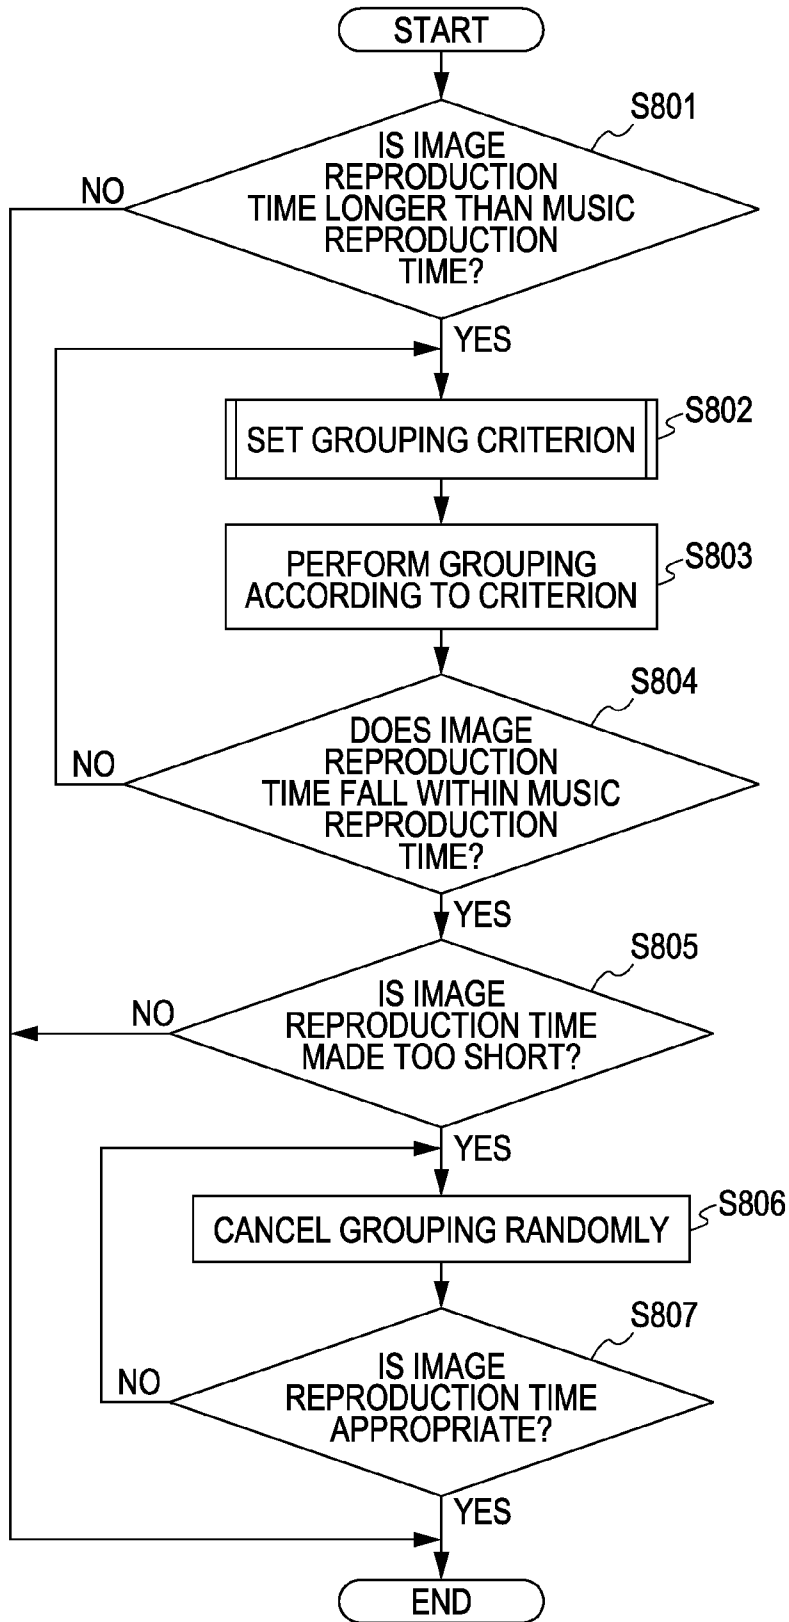 START
S801
IS IMAGE
REPRODUCTION
TIME LONGER THAN MUSIC
REPRODUCTION
TIME?
NO
YES
S802
SET GROUPING CRITERION
S803
PERFORM GROUPING
ACCORDING TO CRITERION
S804
DOES IMAGE
REPRODUCTION
TIME FALL WITHIN MUSIC
REPRODUCTION
TIME?
NO
YES
S805
IS IMAGE
REPRODUCTION TIME
MADE TOO SHORT?
NO
YES
S806
CANCEL GROUPING RANDOMLY
S807
IS IMAGE
REPRODUCTION TIME
APPROPRIATE?
NO
YES
END